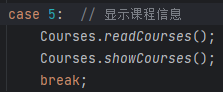 case 5:  // 显示课程信息
    Courses.readCourses();
    Courses.showCourses();
    break;